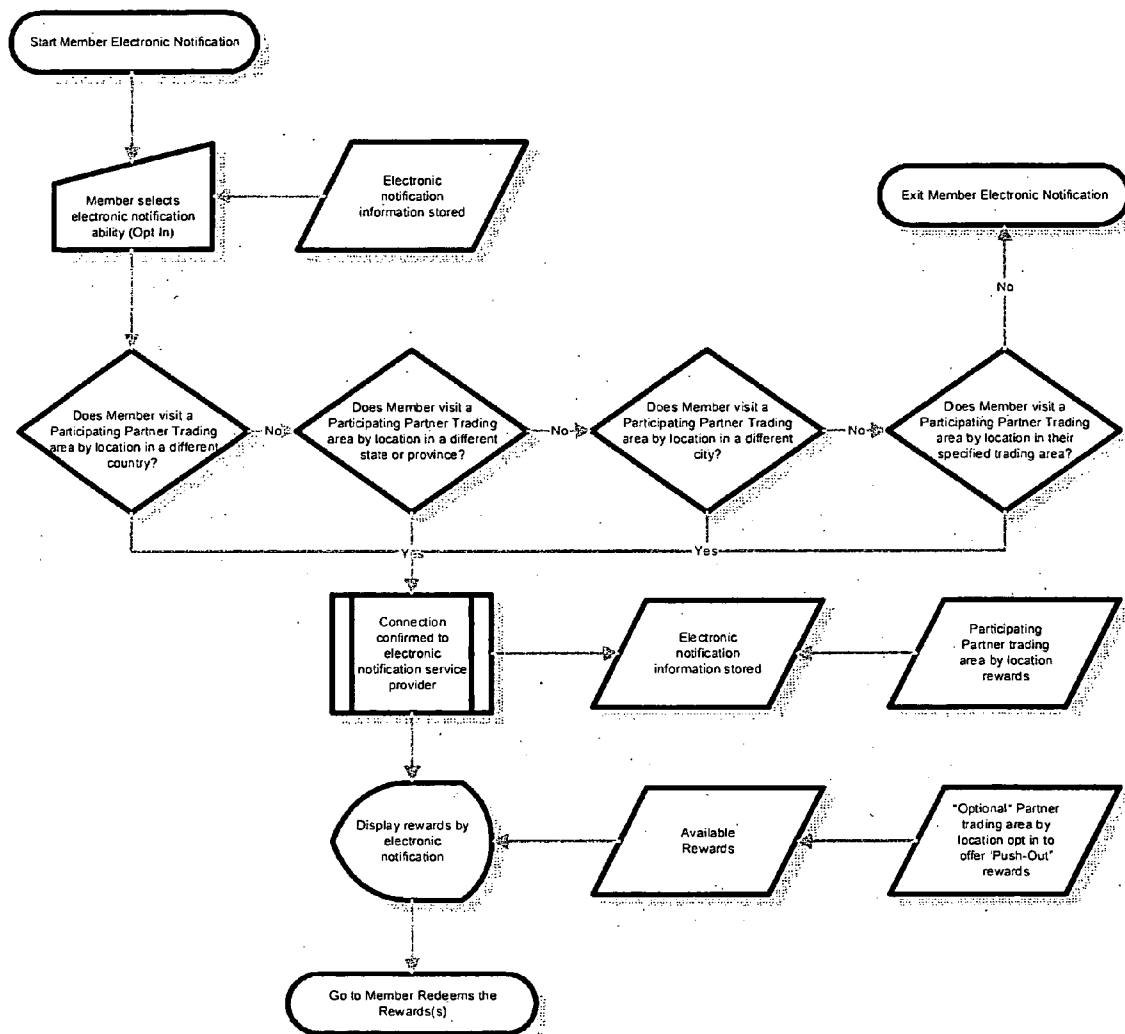 Start Member Electronic Notification
Member selects
electronic notification
ability (Opt In)
Electronic
notification
information stored
Exit Member Electronic Notification
No
Does Member visit a
Participating Partner Trading
area by location in a different
country?
No
Does Member visit a
Participating Partner Trading
area by location in a different
state or province?
No
Does Member visit a
Participating Partner Trading
area by location in a different
city?
No
Does Member visit a
Participating Partner Trading
area by location in their
specified trading area?
Yes
Yes
Connection
confirmed to
electronic
notification service
provider
Electronic
notification
information stored
Participating
Partner trading
area by location
rewards
Display rewards by
electronic
notification
Available
Rewards
"Optional" Partner
trading area by
location opt in to
offer 'Push-Out"
rewards
Go to Member Redeems the
Rewards(s)